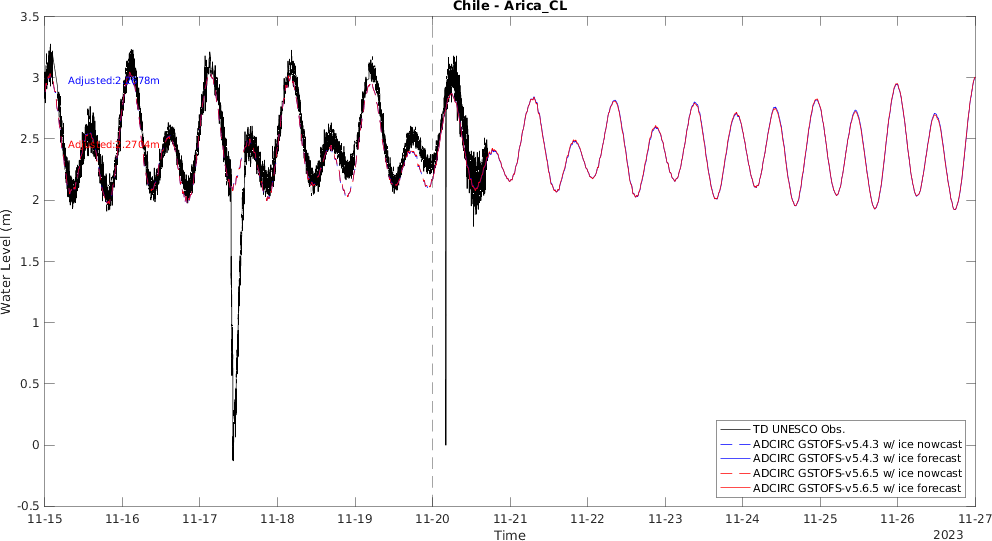 Chile - Arica_CL
3.5
3
2.5
2
1.5
1
0.5
0
-0.5
Water Level (m)
TD UNESCO Obs.
ADCIRC GSTOFS-v5.4.3 w/ ice nowcast
ADCIRC GSTOFS-v5.4.3 w/ ice forecast
ADCIRC GSTOFS-v5.6.5 w/ ice nowcast
ADCIRC GSTOFS-v5.6.5 w/ ice forecast
11-15 11-16 11-17 11-18 11-19 11-20 11-21 11-22 11-23 11-24 11-25 11-26 11-27
Time
2023